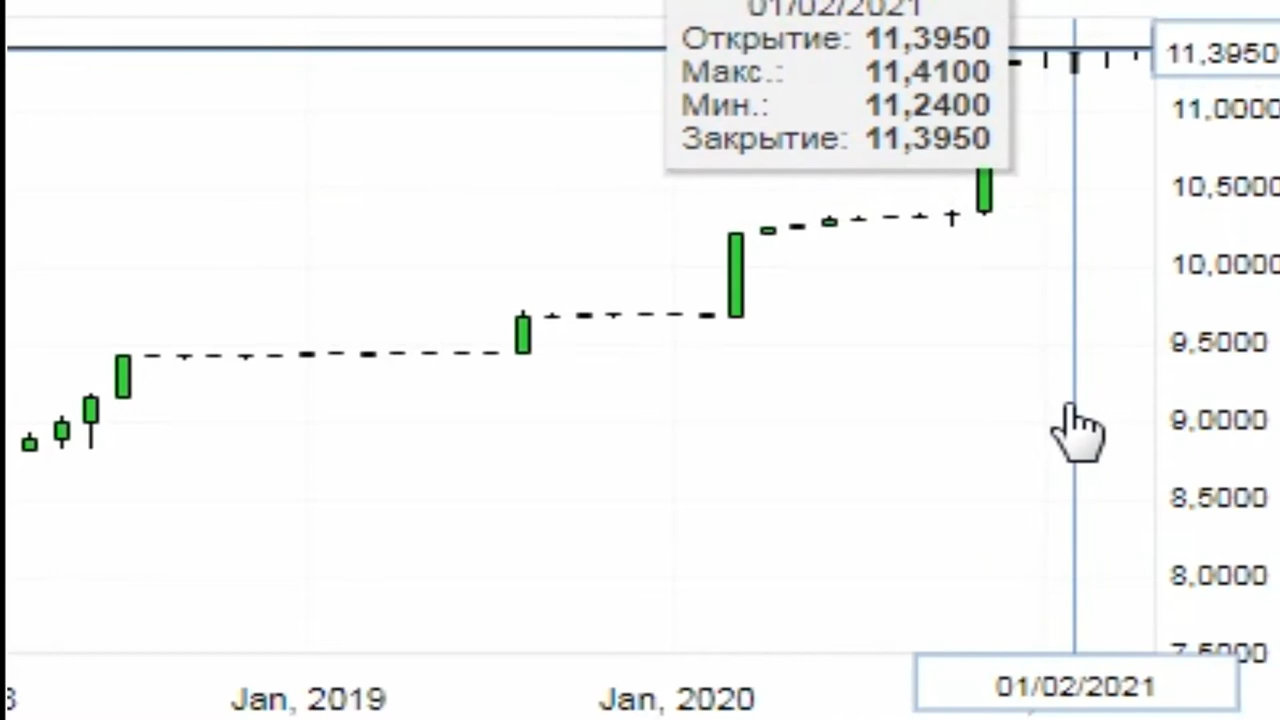 01/02/2021
Открытие: 11,3950
Макс.: 11,4100
Мин.: 11,2400
Закрытие: 11,3950
11,3950
11,0000
10,5000
10,0000
9,5000
9,0000
8,5000
8,0000
7,5000
Jan, 2019
Jan, 2020
01/02/2021